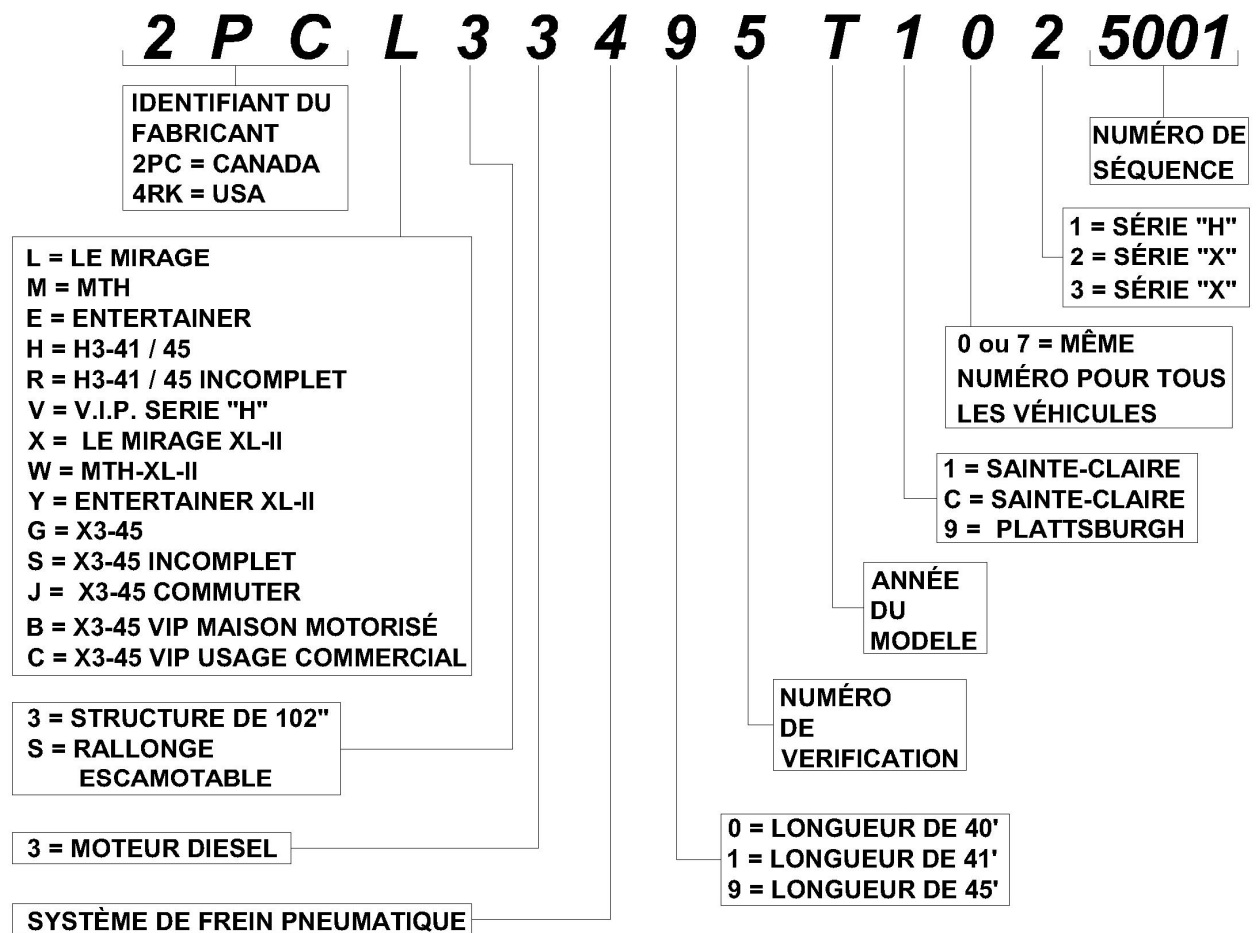 2 P C L 3 3 4 9 5 T 1 0 2 5001
IDENTIFIANT DU
FABRICANT
2PC = CANADA
4RK = USA
NUMÉRO DE
SÉQUENCE
L = LE MIRAGE
M = MTH
E = ENTERTAINER
H = H3-41 / 45
R = H3-41 / 45 INCOMPLET
V = V.I.P. SERIE "H"
X = LE MIRAGE XL-II
W = MTH-XL-II
Y = ENTERTAINER XL-II
G = X3-45
S = X3-45 INCOMPLET
J = X3-45 COMMUTER
B = X3-45 VIP MAISON MOTORISÉ
C = X3-45 VIP USAGE COMMERCIAL
1 = SÉRIE "H"
2 = SÉRIE "X"
3 = SÉRIE "X"
0 ou 7 = MÊME
NUMÉRO POUR TOUS
LES VÉHICULES
1 = SAINTE-CLAIRE
C = SAINTE-CLAIRE
9 = PLATTSBURGH
ANNÉE
DU
MODELE
NUMÉRO
DE
VERIFICATION
3 = STRUCTURE DE 102"
S = RALLONGE
ESCAMOTABLE
3 = MOTEUR DIESEL
0 = LONGUEUR DE 40'
1 = LONGUEUR DE 41'
9 = LONGUEUR DE 45'
SYSTÈME DE FREIN PNEUMATIQUE